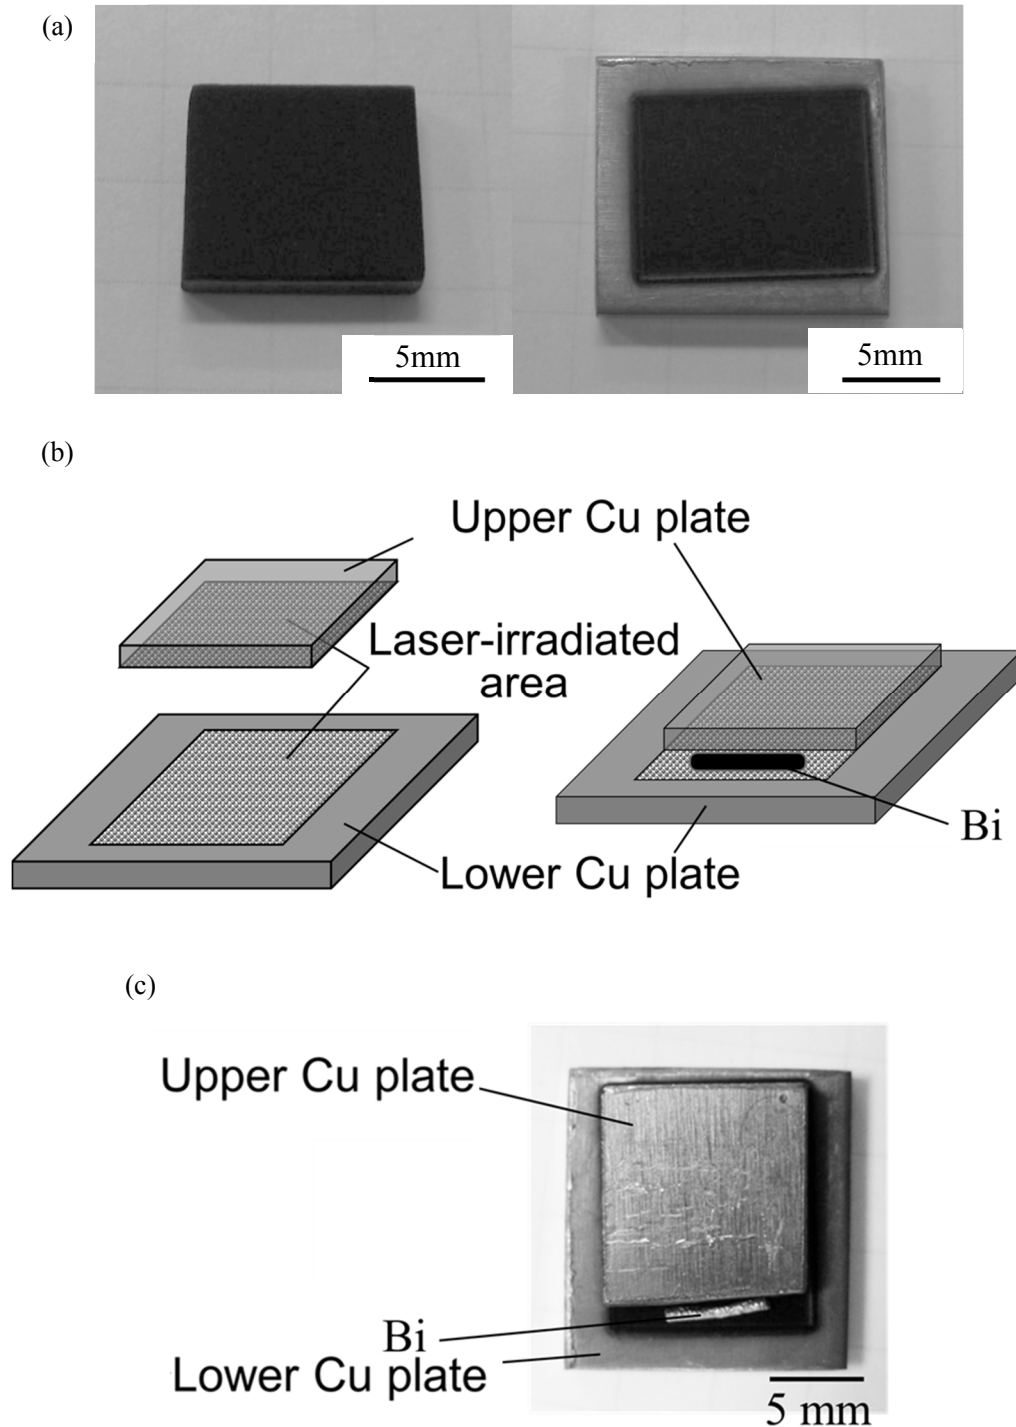 (a)
5mm
5mm
(b)
Upper Cu plate
Laser-irradiated
area
Bi
Lower Cu plate
(c)
Upper Cu plate
Bi
Lower Cu plate
5 mm